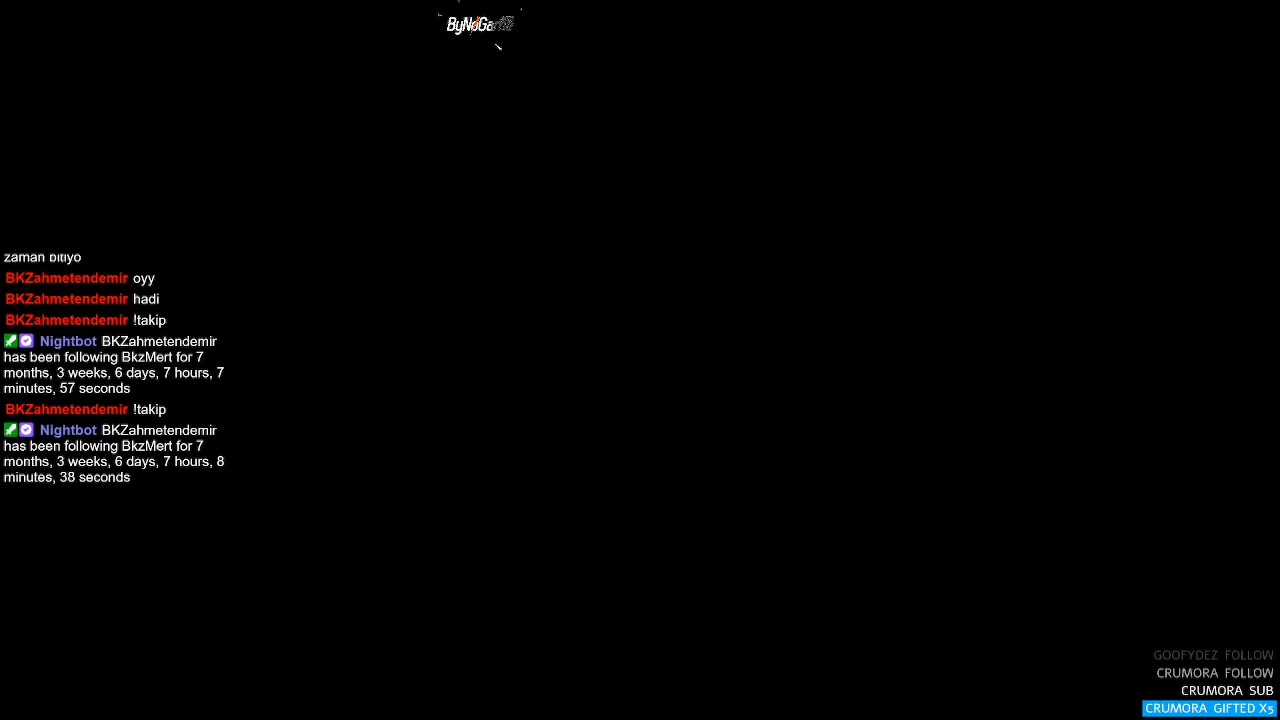 ByNoGame
zaman bitiyo
BKZahmetendemir oyy
BKZahmetendemir hadi
BKZahmetendemir !takip
Nightbot BKZahmetendemir
has been following BkzMert for 7
months, 3 weeks, 6 days, 7 hours, 7
minutes, 57 seconds
BKZahmetendemir !takip
Nightbot BKZahmetendemir
has been following BkzMert for 7
months, 3 weeks, 6 days, 7 hours, 8
minutes, 38 seconds
GOOFYDEZ FOLLOW
CRUMORA FOLLOW
CRUMORA SUB
CRUMORA GIFTED X5